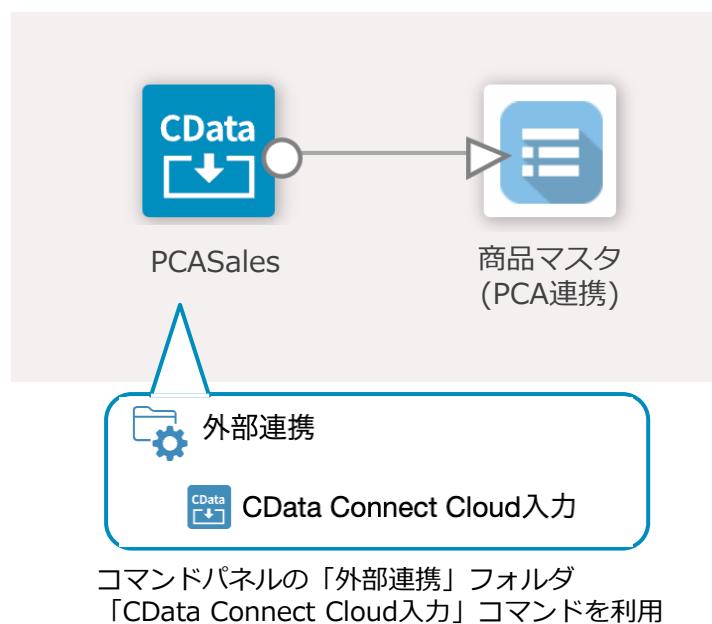 CData
PCASales
商品マスタ
(PCA連携)
外部連携
CData
CData Connect Cloud入力
コマンドパネルの「外部連携」フォルダ
「CData Connect Cloud入力」コマンドを利用